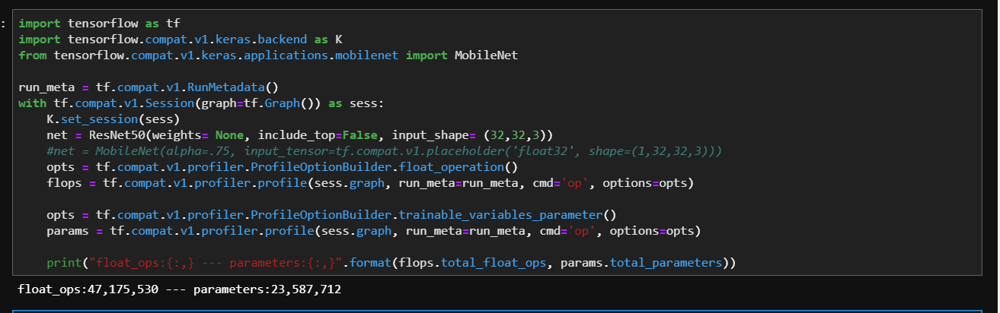 :
import tensorflow as tf
import tensorflow.compat.v1.keras.backend as K
from tensorflow.compat.v1.keras.applications.mobilenet import MobileNet

run_meta = tf.compat.v1.RunMetadata()
with tf.compat.v1.Session(graph=tf.Graph()) as sess:
    K.set_session(sess)
    net = ResNet50(weights= None, include_top=False, input_shape= (32,32,3))
    #net = MobileNet(alpha=.75, input_tensor=tf.compat.v1.placeholder('float32', shape=(1,32,32,3)))
    opts = tf.compat.v1.profiler.ProfileOptionBuilder.float_operation()
    flops = tf.compat.v1.profiler.profile(sess.graph, run_meta=run_meta, cmd='op', options=opts)

    opts = tf.compat.v1.profiler.ProfileOptionBuilder.trainable_variables_parameter()
    params = tf.compat.v1.profiler.profile(sess.graph, run_meta=run_meta, cmd='op', options=opts)

    print("float_ops:{:,} --- parameters:{:,}".format(flops.total_float_ops, params.total_parameters))
float_ops:47,175,530 --- parameters:23,587,712